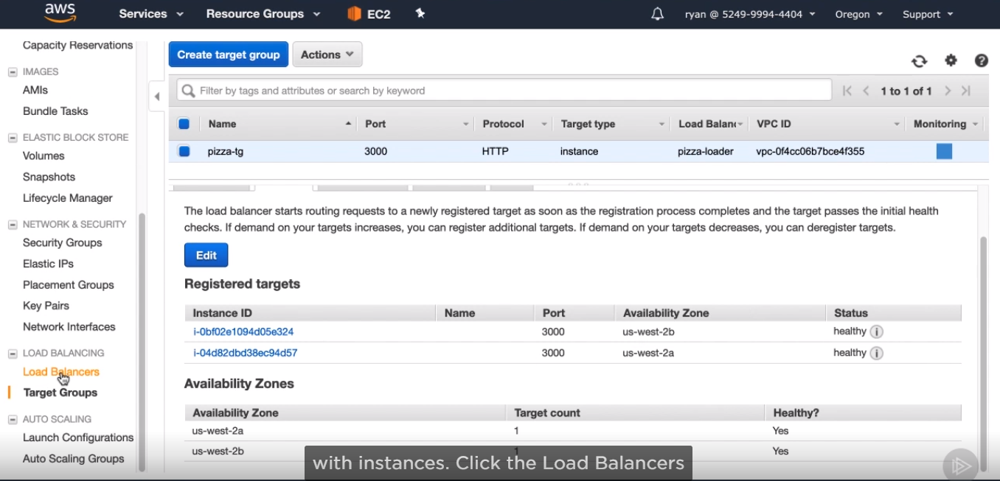 aws Services Resource Groups EC2 ryan @ 5249-9994-4404 Oregon Support
Capacity Reservations
IMAGES
AMIs
Bundle Tasks
ELASTIC BLOCK STORE
Volumes
Snapshots
Lifecycle Manager
NETWORK & SECURITY
Security Groups
Elastic IPs
Placement Groups
Key Pairs
Network Interfaces
LOAD BALANCING
Load Balancers
Target Groups
AUTO SCALING
Launch Configurations
Auto Scaling Groups
Create target group Actions
Filter by tags and attributes or search by keyword 1 to 1 of 1
Name Port Protocol Target type Load Balanc VPC ID Monitoring
pizza-tg 3000 HTTP instance pizza-loader vpc-0f4cc06b7bce4f355
The load balancer starts routing requests to a newly registered target as soon as the registration process completes and the target passes the initial health
checks. If demand on your targets increases, you can register additional targets. If demand on your targets decreases, you can deregister targets.
Edit
Registered targets
Instance ID Name Port Availability Zone Status
i-0bf02e1094d05e324 3000 us-west-2b healthy
i-04d82dbd38ec94d57 3000 us-west-2a healthy
Availability Zones
Availability Zone Target count Healthy?
us-west-2a 1 Yes
us-west-2b 1 Yes
with instances. Click the Load Balancers